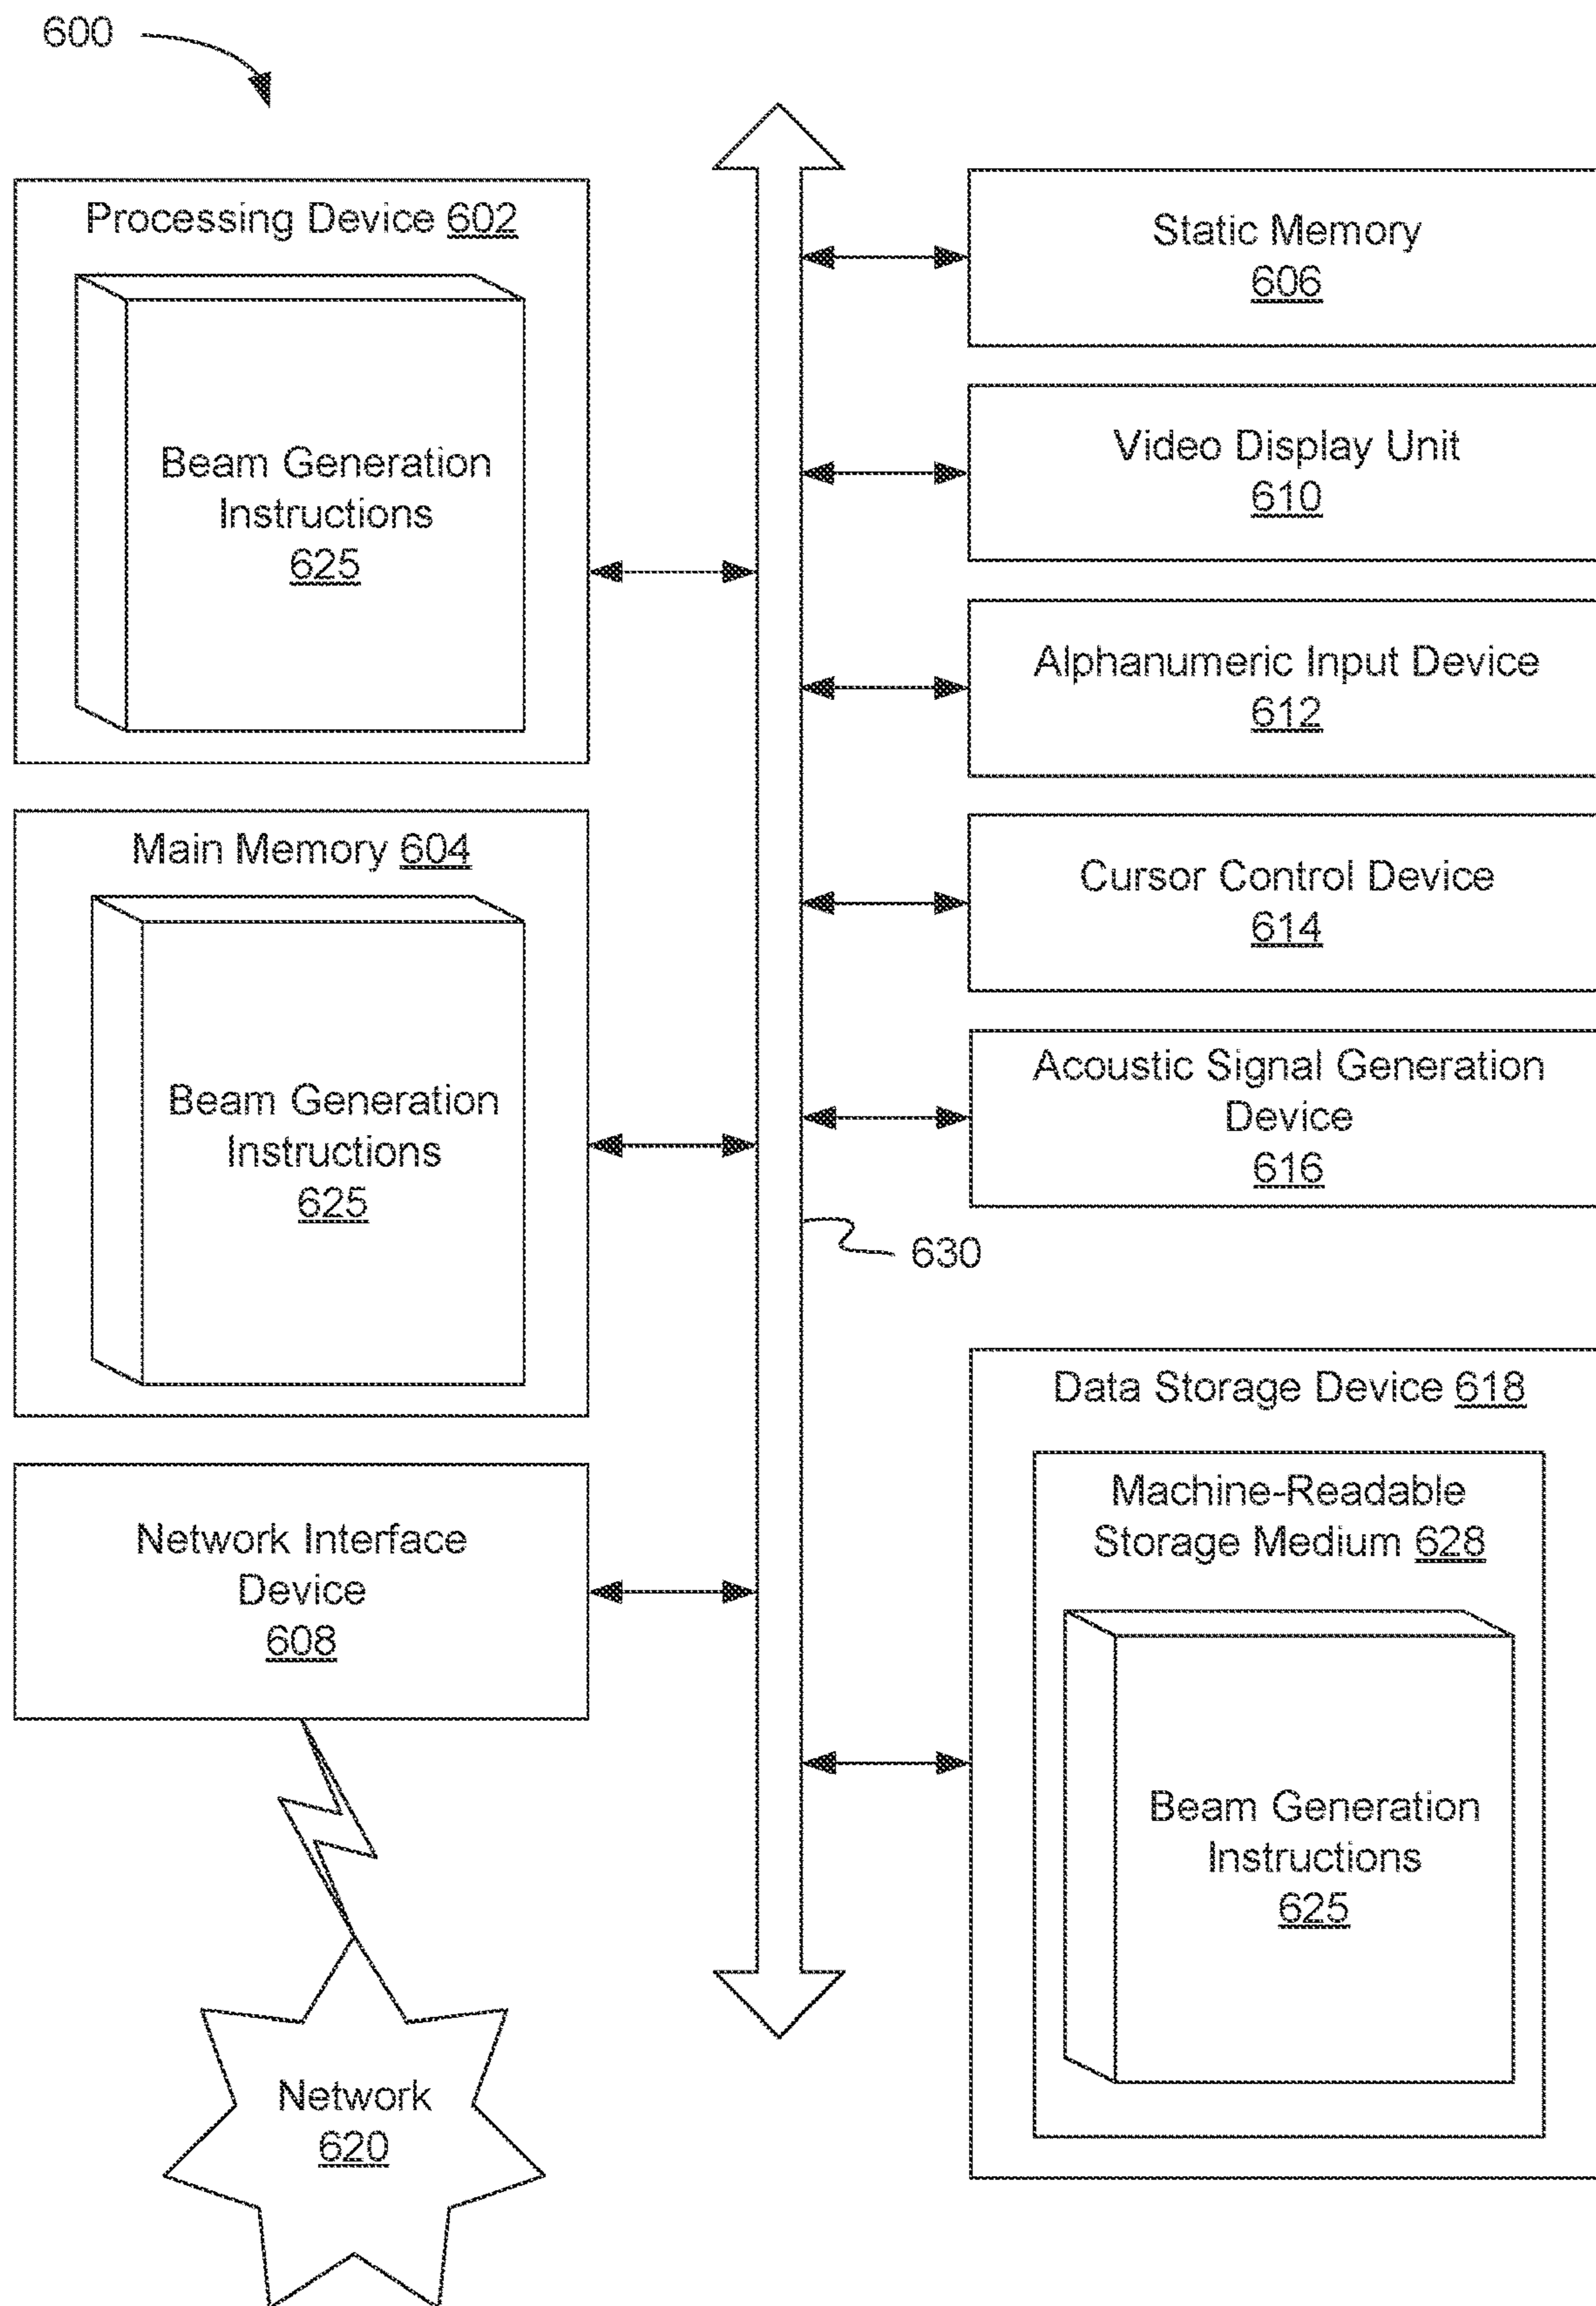 600
Processing Device 602
Beam Generation
Instructions
625
Main Memory 604
Beam Generation
Instructions
625
Network Interface
Device
608
Network
620
Static Memory
606
Video Display Unit
610
Alphanumeric Input Device
612
Cursor Control Device
614
Acoustic Signal Generation
Device
616
630
Data Storage Device 618
Machine-Readable
Storage Medium 628
Beam Generation
Instructions
625